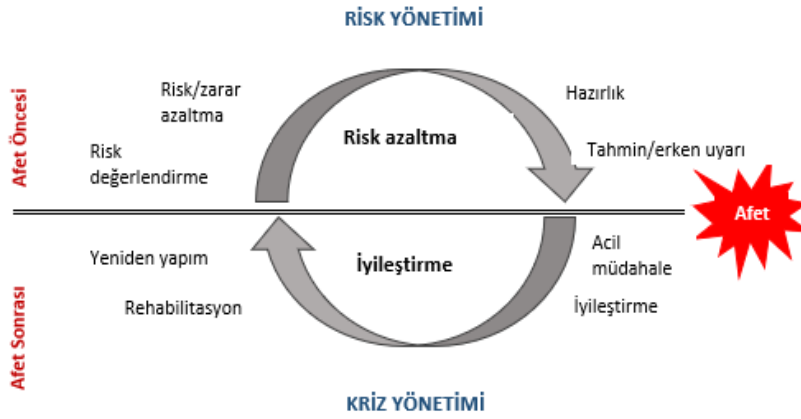 RİSK YÖNETİMİ
Afet Öncesi
Risk/zarar
azaltma
Hazırlık
Risk azaltma
Risk
değerlendirme
Tahmin/erken uyarı
Afet
Yeniden yapım
İyileştirme
Acil
müdahale
Rehabilitasyon
İyileştirme
Afet Sonrası
KRİZ YÖNETİMİ